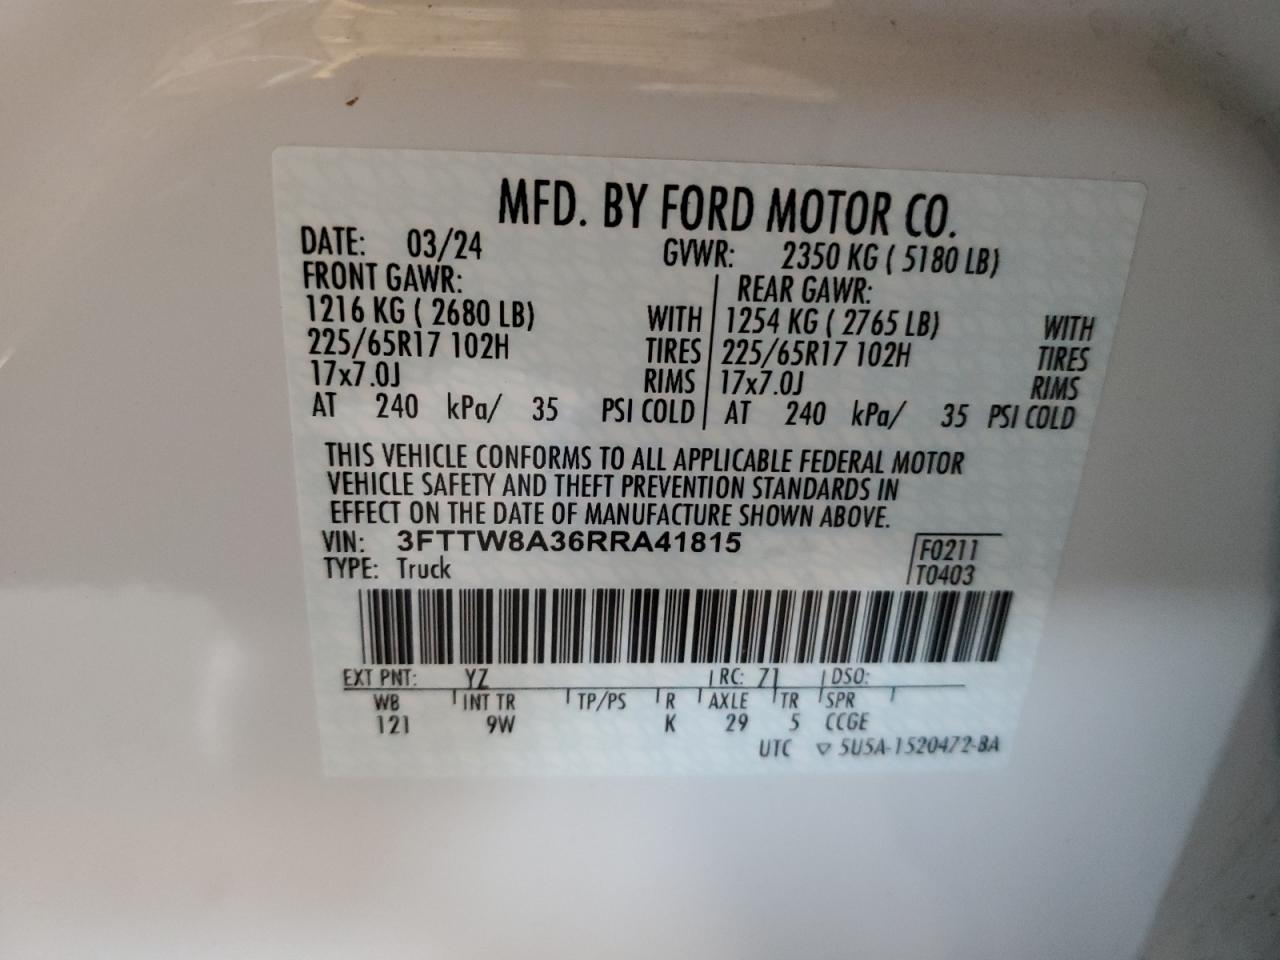 MFD. BY FORD MOTOR CO.
DATE: 03/24 GVWR: 2350 KG ( 5180 LB)
FRONT GAWR: REAR GAWR:
1216 KG ( 2680 LB) WITH 1254 KG ( 2765 LB) WITH
225/65R17 102H TIRES 225/65R17 102H TIRES
17x7.0J RIMS 17x7.0J RIMS
AT 240 kPa/ 35 PSI COLD AT 240 kPa/ 35 PSI COLD
THIS VEHICLE CONFORMS TO ALL APPLICABLE FEDERAL MOTOR
VEHICLE SAFETY AND THEFT PREVENTION STANDARDS IN
EFFECT ON THE DATE OF MANUFACTURE SHOWN ABOVE.
VIN: 3FTTW8A36RRA41815 F0211
TYPE: Truck T0403
EXT PNT: YZ RC: 71 DSO:
WB INT TR TP/PS R AXLE TR SPR
121 9W K 29 5 CCGE
UTC ▽ 5U5A-1520472-BA